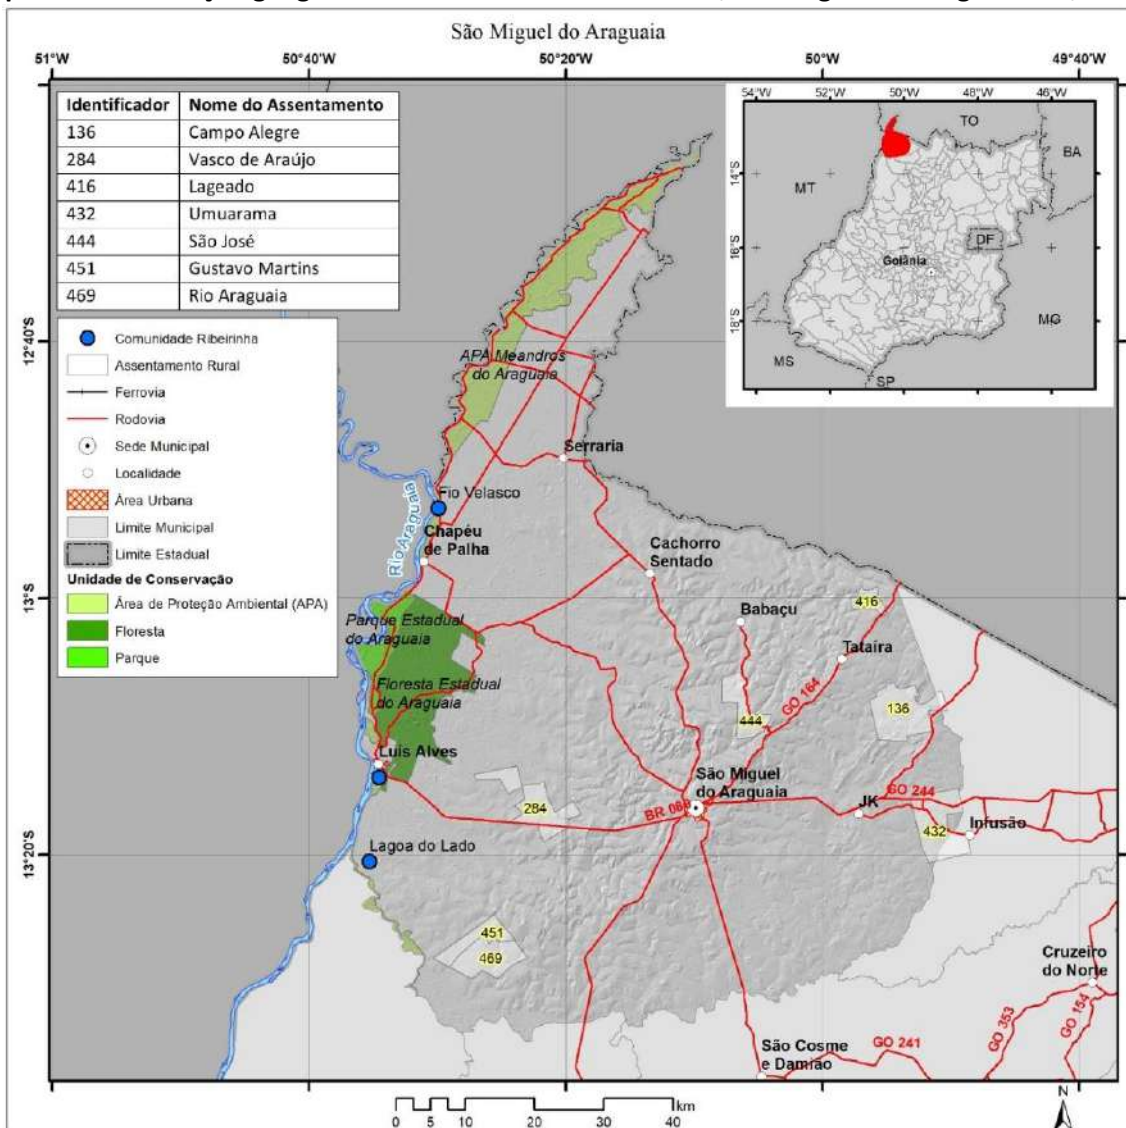 São Miguel do Araguaia
51°W
50°40'W
50°20'W
50°W
49°40'W
Identificador Nome do Assentamento
136 Campo Alegre
284 Vasco de Araújo
416 Lageado
432 Umuarama
444 São José
451 Gustavo Martins
469 Rio Araguaia
Comunidade Ribeirinha
Assentamento Rural
Ferrovia
Rodovia
Sede Municipal
Localidade
Área Urbana
Limite Municipal
Limite Estadual
Unidade de Conservação
Área de Proteção Ambiental (APA)
Floresta
Parque
54°W
52°W
50°W
48°W
46°W
14°S
16°S
18°S
TO
BA
MT
DF
Goiânia
MG
MS
SP
12°40'S
13°S
13°20'S
APA Meandros
do Araguaia
Serraria
Fio Velasco
Rio Araguaia
Chapéu
de Palha
Cachorro
Sentado
Parque Estadual
do Araguaia
Babaçu
416
Tataíra
Floresta Estadual
do Araguaia
GO 164
444
136
Luis Alves
São Miguel
do Araguaia
284
BR 080
JK
GO 244
432
Infusão
Lagoa do Lado
451
469
Cruzeiro
do Norte
GO 353
GO 154
São Cosme
e Damião
GO 241
N
km
0 5 10 20 30 40